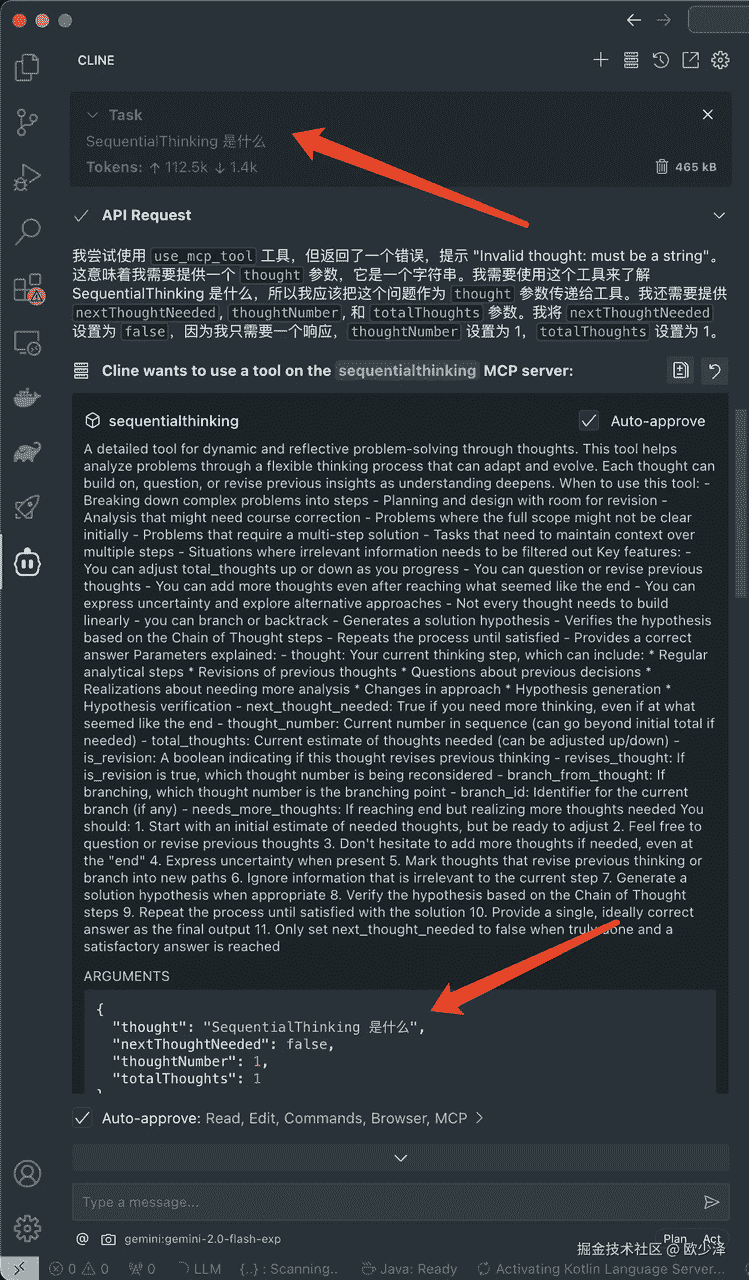 CLINE
Task
SequentialThinking 是什么
Tokens: ↑ 112.5k ↓ 1.4k
465 kB
API Request
我尝试使用 use_mcp_tool 工具，但返回了一个错误，提示 "Invalid thought: must be a string"。
这意味着我需要提供一个 thought 参数，它是一个字符串。我需要使用这个工具来了解
SequentialThinking 是什么，所以我应该把这个问题作为 thought 参数传递给工具。我还需要提供
nextThoughtNeeded, thoughtNumber, 和 totalThoughts 参数。我将 nextThoughtNeeded
设置为 false，因为我只需要一个响应，thoughtNumber 设置为 1，totalThoughts 设置为 1。
Cline wants to use a tool on the sequentialthinking MCP server:
sequentialthinking
Auto-approve
A detailed tool for dynamic and reflective problem-solving through thoughts. This tool helps
analyze problems through a flexible thinking process that can adapt and evolve. Each thought can
build on, question, or revise previous insights as understanding deepens. When to use this tool: -
Breaking down complex problems into steps - Planning and design with room for revision -
Analysis that might need course correction - Problems where the full scope might not be clear
initially - Problems that require a multi-step solution - Tasks that need to maintain context over
multiple steps - Situations where irrelevant information needs to be filtered out Key features: -
You can adjust total_thoughts up or down as you progress - You can question or revise previous
thoughts - You can add more thoughts even after reaching what seemed like the end - You can
express uncertainty and explore alternative approaches - Not every thought needs to build
linearly - you can branch or backtrack - Generates a solution hypothesis - Verifies the hypothesis
based on the Chain of Thought steps - Repeats the process until satisfied - Provides a correct
answer Parameters explained: - thought: Your current thinking step, which can include: * Regular
analytical steps * Revisions of previous thoughts * Questions about previous decisions *
Realizations about needing more analysis * Changes in approach * Hypothesis generation *
Hypothesis verification - next_thought_needed: True if you need more thinking, even if at what
seemed like the end - thought_number: Current number in sequence (can go beyond initial total if
needed) - total_thoughts: Current estimate of thoughts needed (can be adjusted up/down) -
is_revision: A boolean indicating if this thought revises previous thinking - revises_thought: If
is_revision is true, which thought number is being reconsidered - branch_from_thought: If
branching, which thought number is the branching point - branch_id: Identifier for the current
branch (if any) - needs_more_thoughts: If reaching end but realizing more thoughts needed You
should: 1. Start with an initial estimate of needed thoughts, but be ready to adjust 2. Feel free to
question or revise previous thoughts 3. Don't hesitate to add more thoughts if needed, even at
the "end" 4. Express uncertainty when present 5. Mark thoughts that revise previous thinking or
branch into new paths 6. Ignore information that is irrelevant to the current step 7. Generate a
solution hypothesis when appropriate 8. Verify the hypothesis based on the Chain of Thought
steps 9. Repeat the process until satisfied with the solution 10. Provide a single, ideally correct
answer as the final output 11. Only set next_thought_needed to false when truly done and a
satisfactory answer is reached
ARGUMENTS
{
"thought": "SequentialThinking 是什么",
"nextThoughtNeeded": false,
"thoughtNumber": 1,
"totalThoughts": 1
Auto-approve: Read, Edit, Commands, Browser, MCP >
Type a message...
@ gemini:gemini-2.0-flash-exp
Plan Act
掘金技术社区 @ 欧少泽
0 0 0 LLM {..} : Scanning.. Java: Ready Activating Kotlin Language Server...